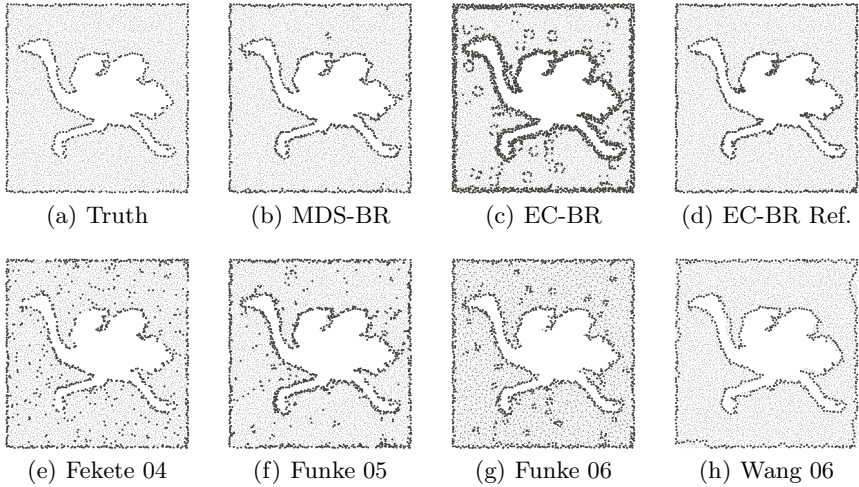 (a) Truth
(b) MDS-BR
(c) EC-BR
(d) EC-BR Ref.
(e) Fekete 04
(f) Funke 05
(g) Funke 06
(h) Wang 06